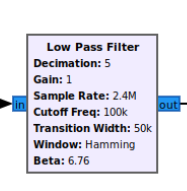 Low Pass Filter
Decimation: 5
Gain: 1
Sample Rate: 2.4M
in
Cutoff Freq: 100k
out
Transition Width: 50k
Window: Hamming
Beta: 6.76